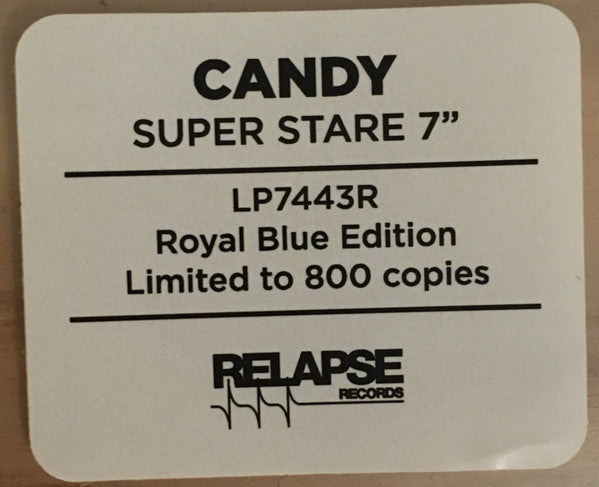 CANDY
SUPER STARE 7”
LP7443R
Royal Blue Edition
Limited to 800 copies
RELAPSE
RECORDS